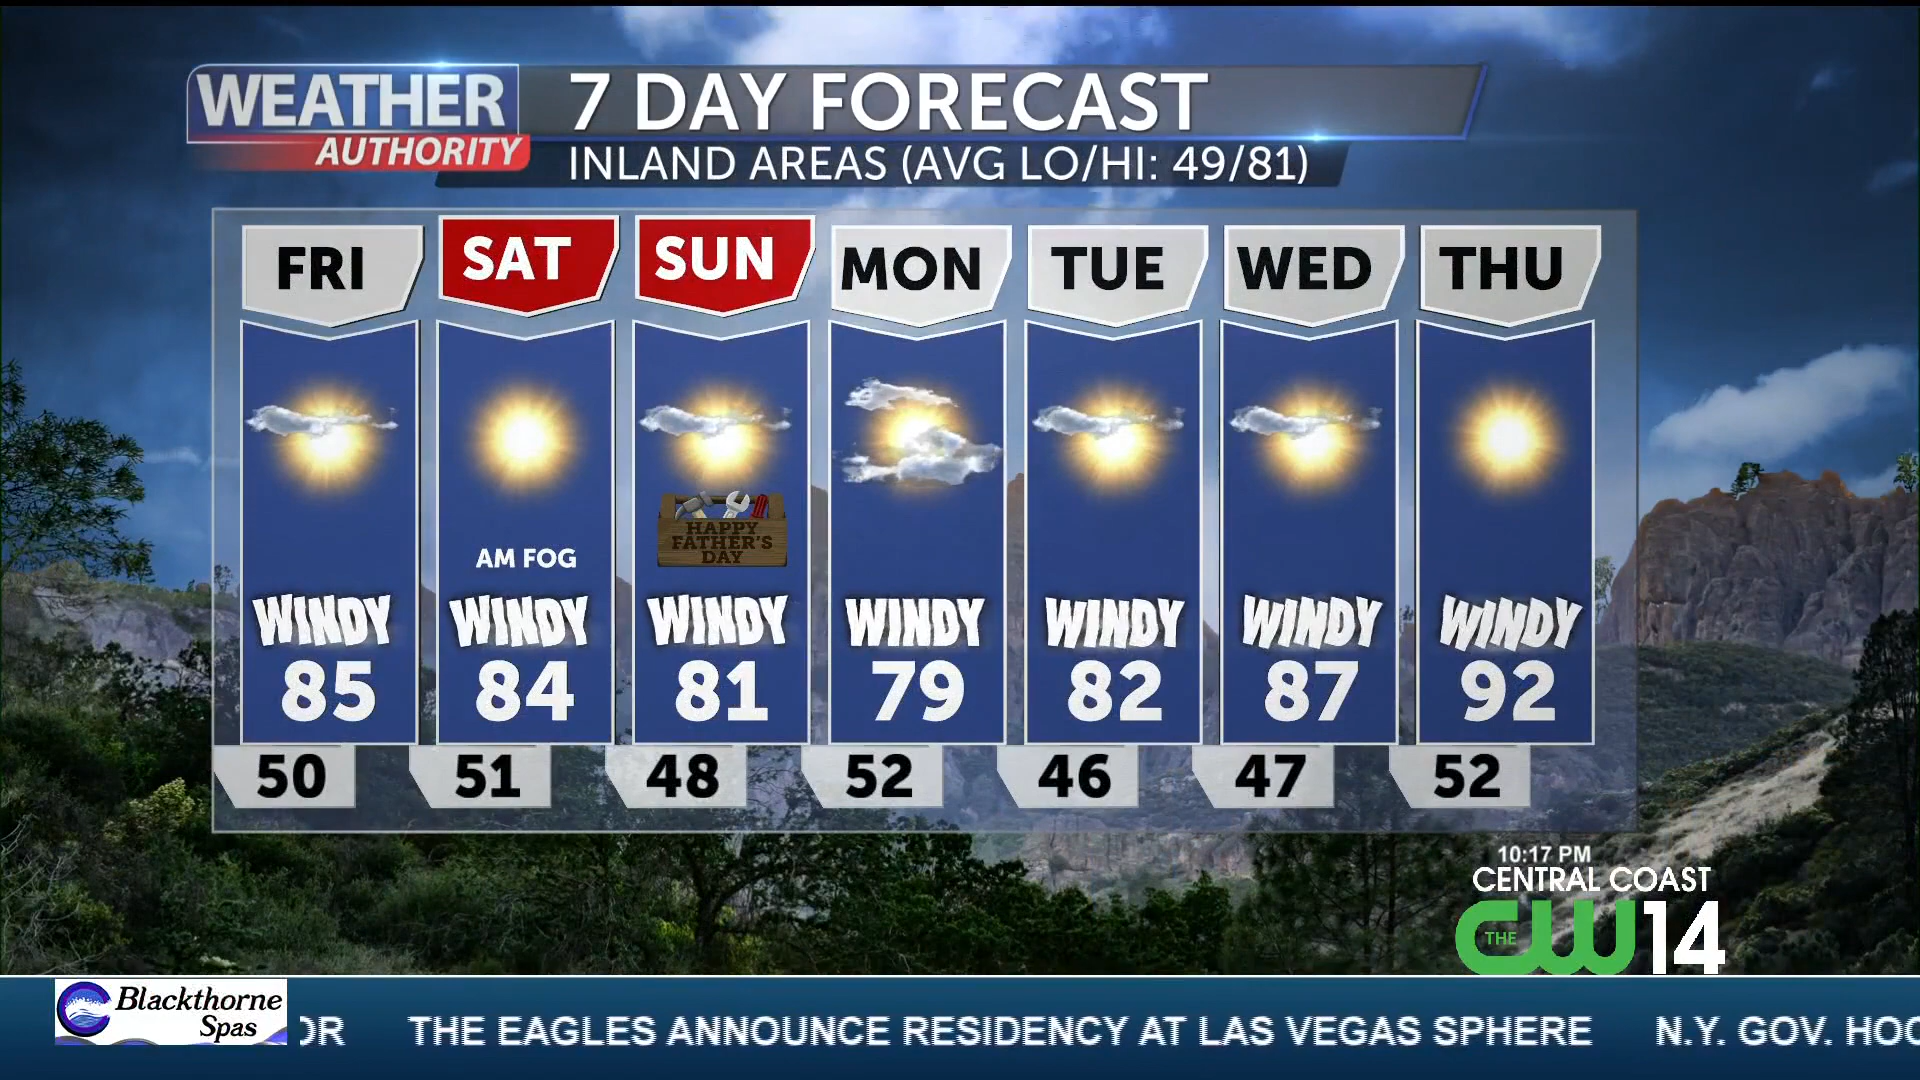 WEATHER
AUTHORITY
7 DAY FORECAST
INLAND AREAS (AVG LO/HI: 49/81)
FRI SAT SUN MON TUE WED THU
HAPPY
FATHER'S
DAY
AM FOG
WINDY WINDY WINDY WINDY WINDY WINDY WINDY
85 84 81 79 82 87 92
50 51 48 52 46 47 52
10:17 PM
CENTRAL COAST
THE CW 14
Blackthorne
Spas
OR THE EAGLES ANNOUNCE RESIDENCY AT LAS VEGAS SPHERE N.Y. GOV. HOC